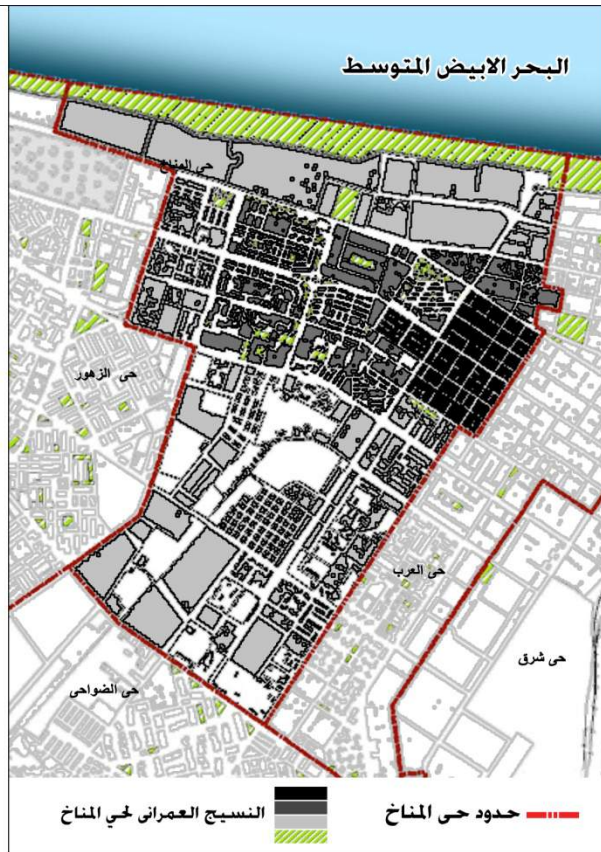 البحر الابيض المتوسط
حى المناخ
حى الزهور
حى العرب
حى شرق
حى الضواحى
حدود حى المناخ
النسيج العمرانى لحي المناخ